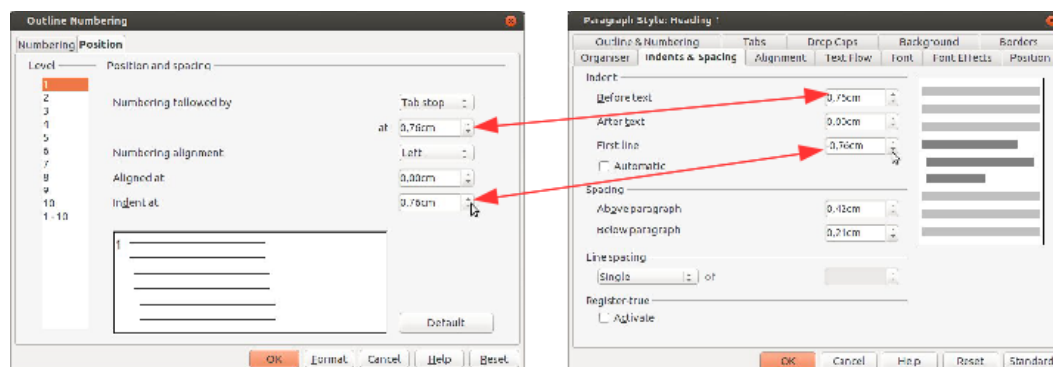 Outline Numbering
Numbering Position
Level
Position and spacing
1
2
3
4
5
6
7
8
9
10
1 - 10
Numbering followed by Tab stop
at 0,76cm
Numbering alignment Left
Aligned at 0,00cm
Indent at 0,76cm
1
Default
OK Format Cancel Help Reset
Paragraph Style: Heading 1
Outline & Numbering Tabs Drop Caps Background Borders
Organiser Indents & Spacing Alignment Text Flow Font Font Effects Position
Indent
Before text 0,76cm
After text 0,00cm
First line -0,76cm
Automatic
Spacing
Above paragraph 0,42cm
Below paragraph 0,21cm
Line spacing
Single of
Register-true
Activate
OK Cancel Help Reset Standard